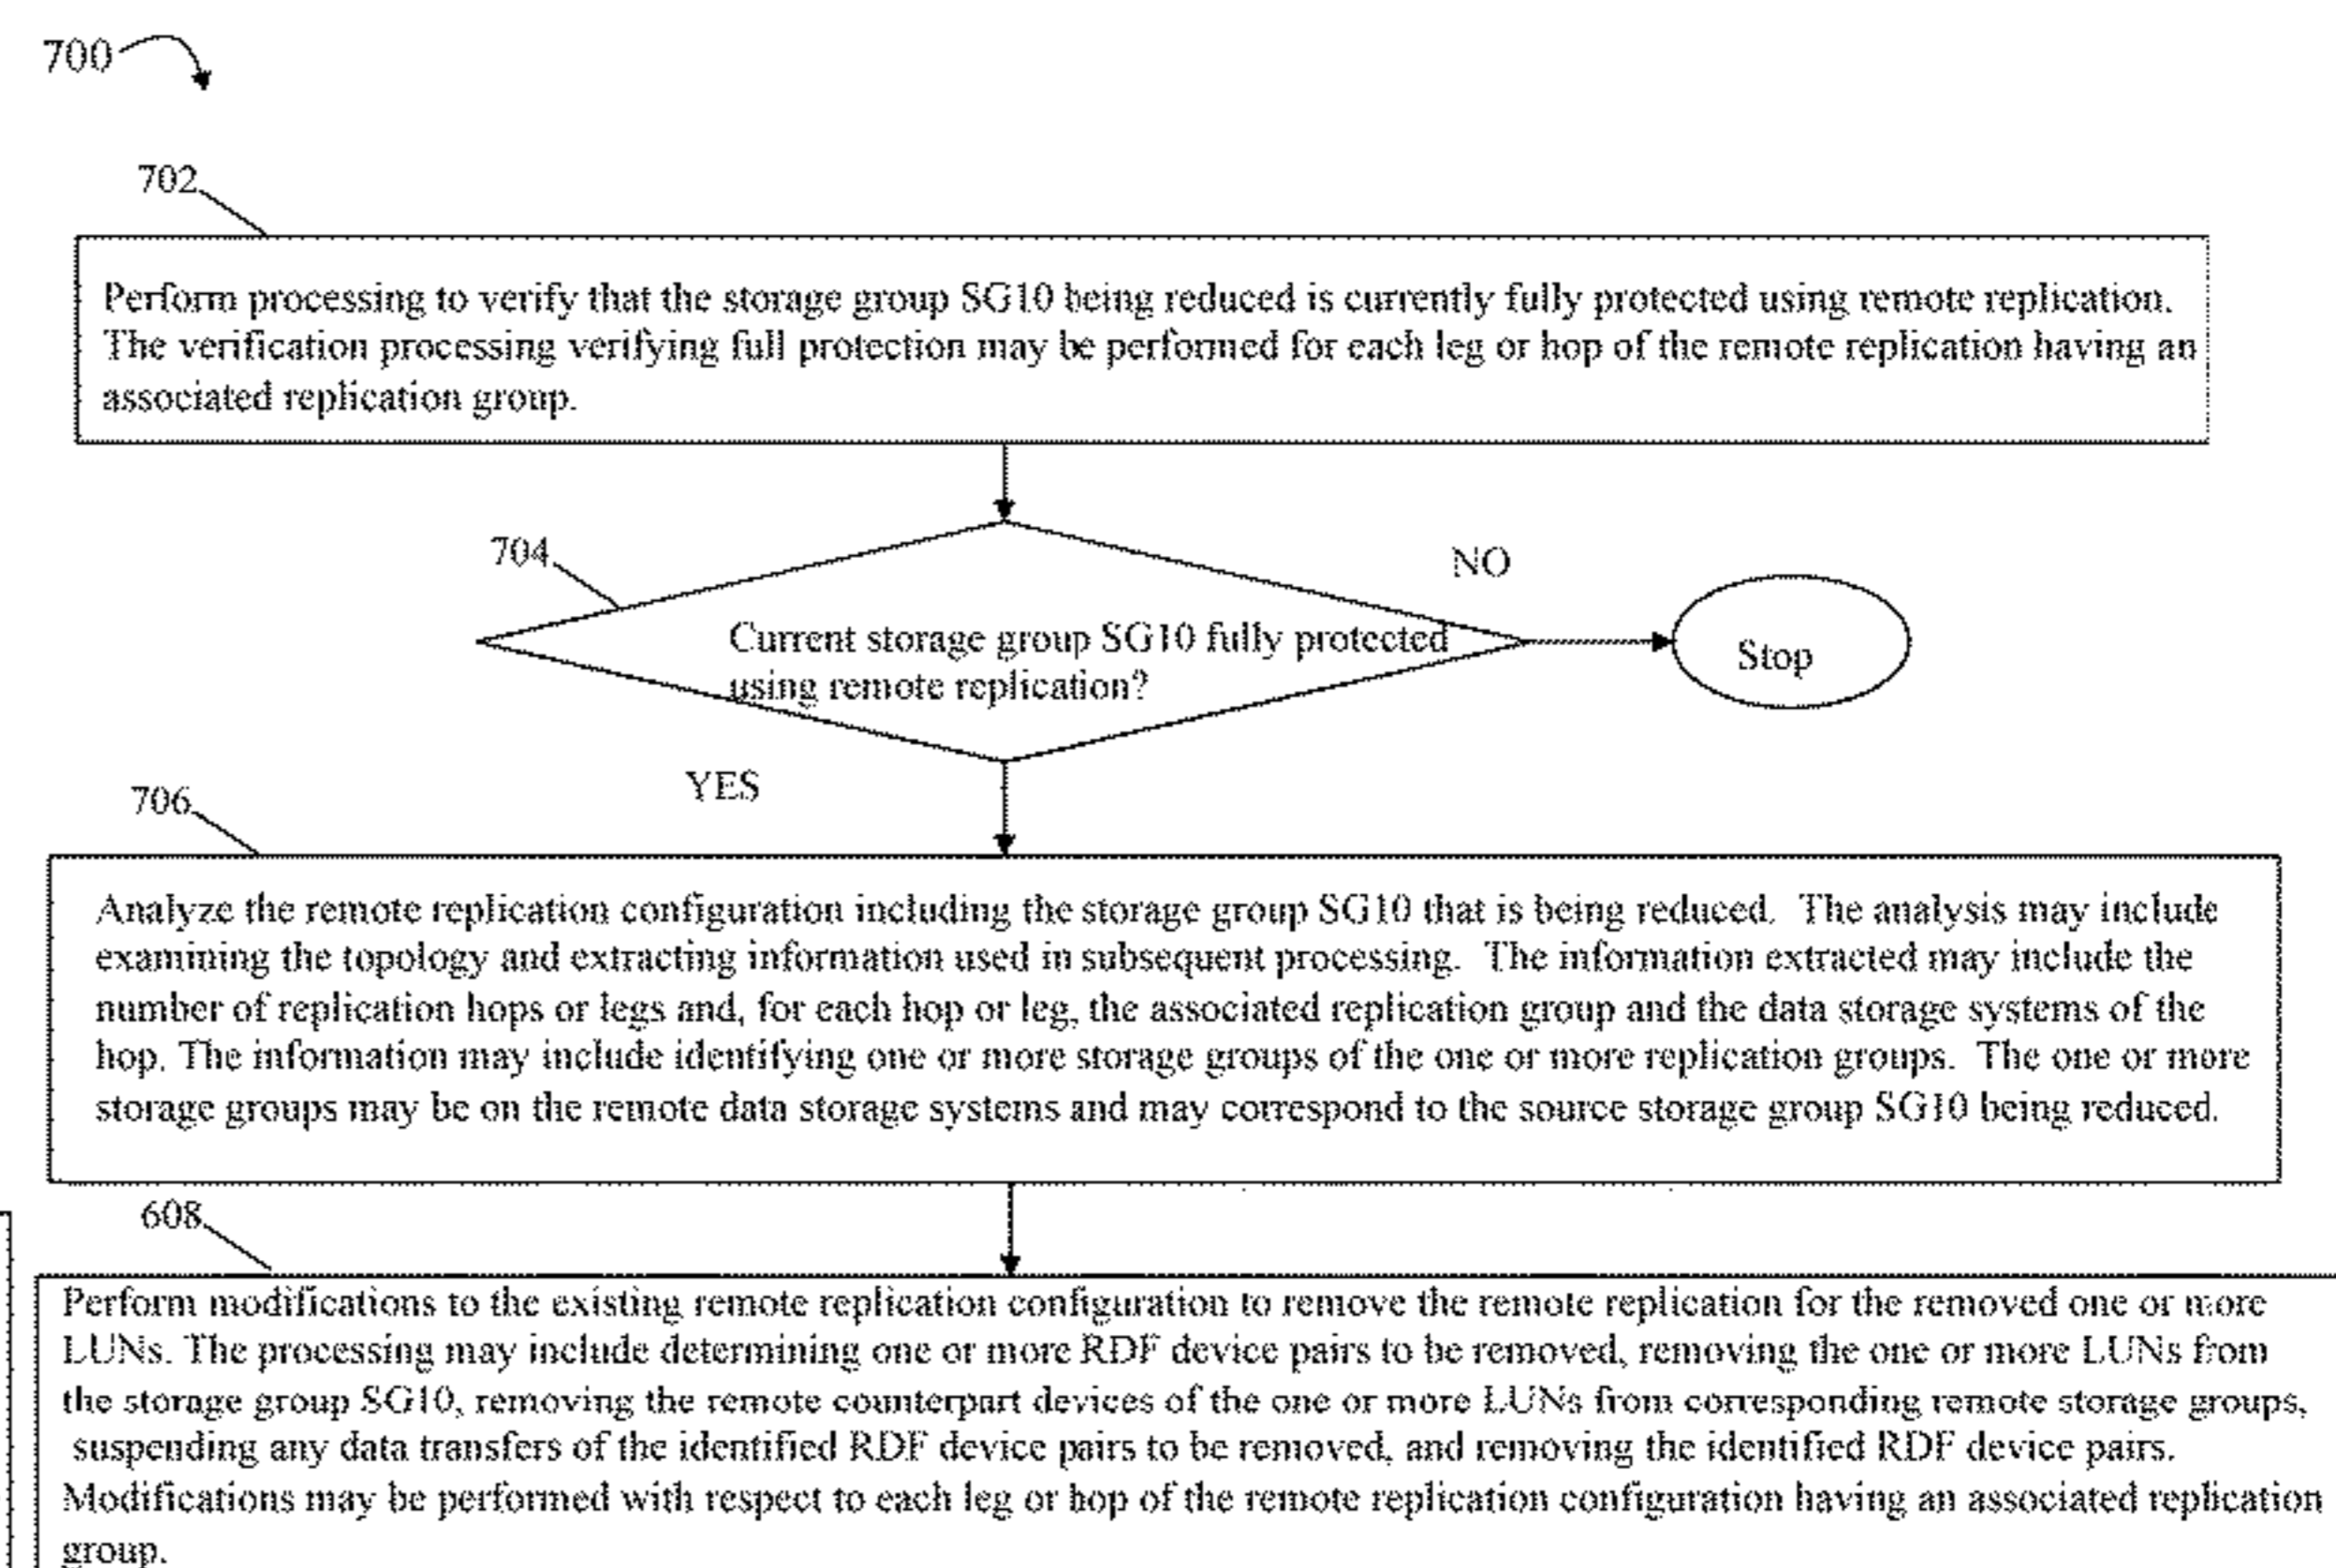 700
702
Perform processing to verify that the storage group SG10 being reduced is currently fully protected using remote replication.
The verification processing verifying full protection may be performed for each leg or hop of the remote replication having an
associated replication group.
704
NO
Current storage group SG10 fully protected
using remote replication?
Stop
YES
706
Analyze the remote replication configuration including the storage group SG10 that is being reduced. The analysis may include
examining the topology and extracting information used in subsequent processing. The information extracted may include the
number of replication hops or legs and, for each hop or leg, the associated replication group and the data storage systems of the
hop. The information may include identifying one or more storage groups of the one or more replication groups. The one or more
storage groups may be on the remote data storage systems and may correspond to the source storage group SG10 being reduced.
608
Perform modifications to the existing remote replication configuration to remove the remote replication for the removed one or more
LUNs. The processing may include determining one or more RDF device pairs to be removed, removing the one or more LUNs from
the storage group SG10, removing the remote counterpart devices of the one or more LUNs from corresponding remote storage groups,
suspending any data transfers of the identified RDF device pairs to be removed, and removing the identified RDF device pairs.
Modifications may be performed with respect to each leg or hop of the remote replication configuration having an associated replication
group.